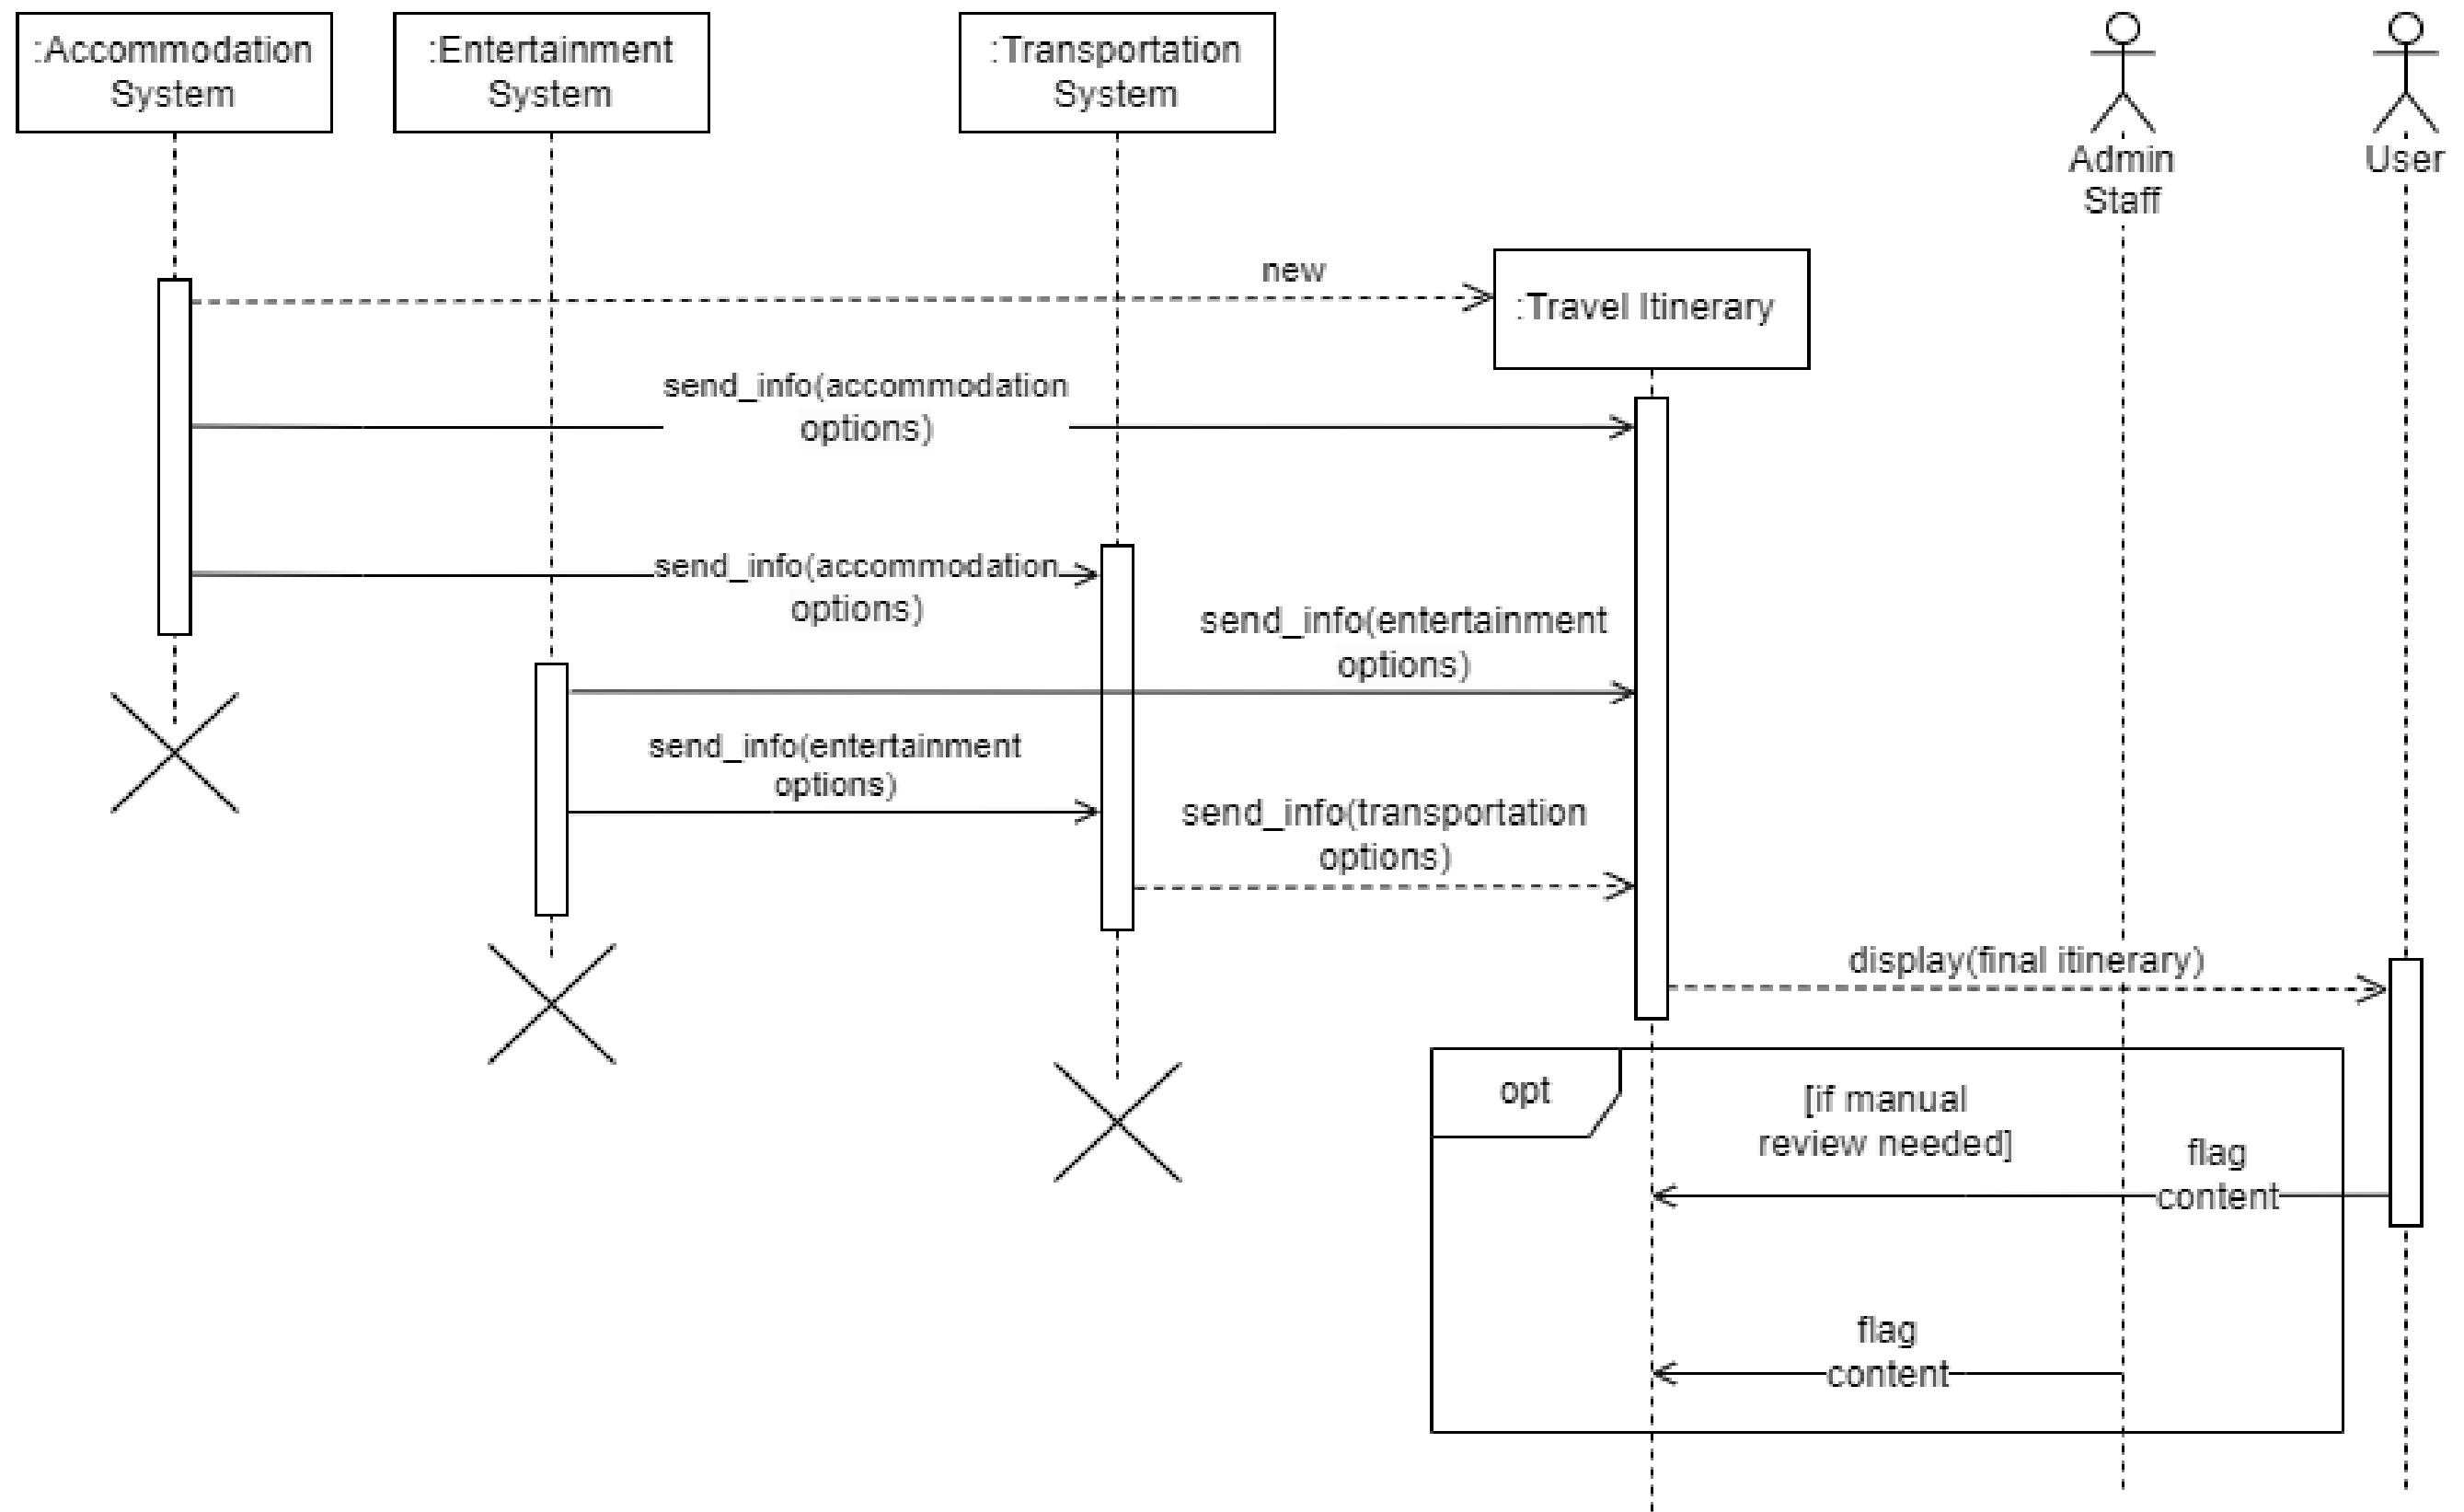 :Accommodation
System
:Entertainment
System
:Transportation
System
Admin
Staff
User
new
:Travel Itinerary
send_info(accommodation
options)
send_info(accommodation
options)
send_info(entertainment
options)
send_info(entertainment
options)
send_info(transportation
options)
display(final itinerary)
opt
[if manual
review needed]
flag
content
flag
content